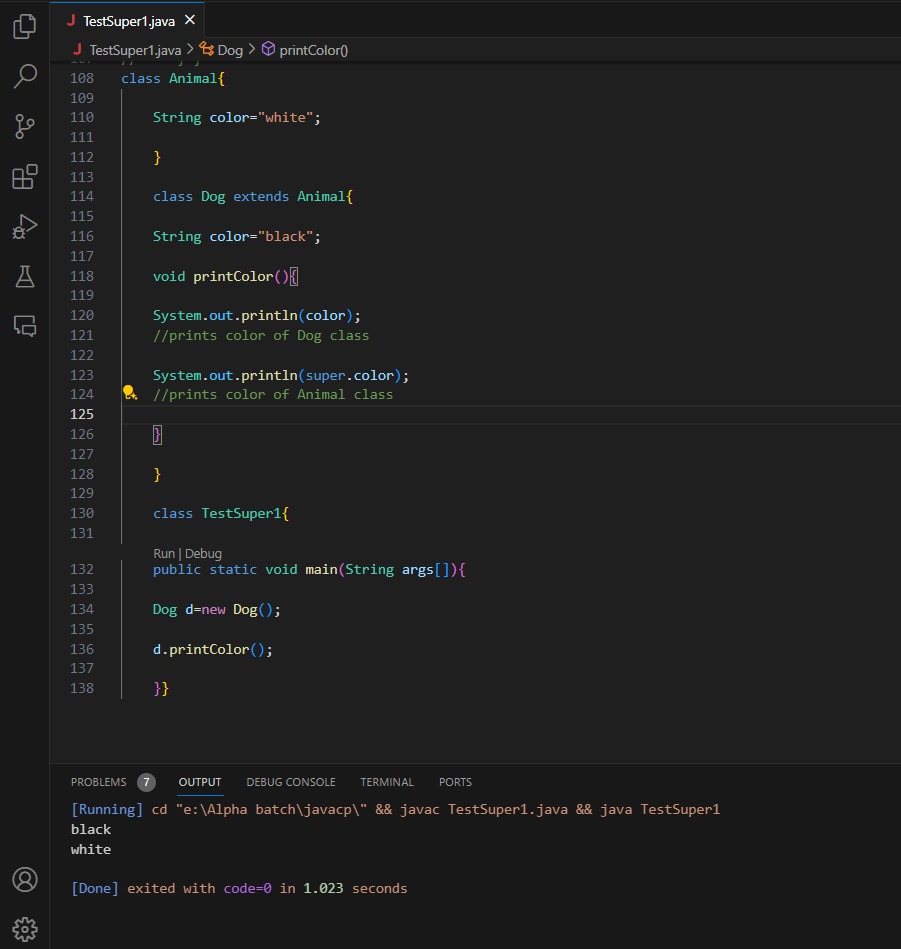 TestSuper1.java
TestSuper1.java > Dog > printColor()
108 class Animal{
109
110 String color="white";
111
112 }
113
114 class Dog extends Animal{
115
116 String color="black";
117
118 void printColor(){
119
120 System.out.println(color);
121 //prints color of Dog class
122
123 System.out.println(super.color);
124 //prints color of Animal class
125
126 }
127
128 }
129
130 class TestSuper1{
131
Run | Debug
132 public static void main(String args[]){
133
134 Dog d=new Dog();
135
136 d.printColor();
137
138 }}
PROBLEMS 7 OUTPUT DEBUG CONSOLE TERMINAL PORTS
[Running] cd "e:\Alpha batch\javacp\" && javac TestSuper1.java && java TestSuper1
black
white
[Done] exited with code=0 in 1.023 seconds